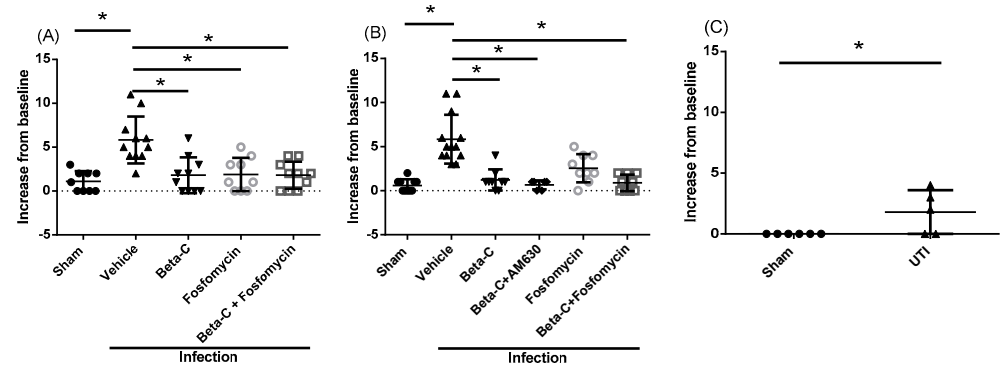 (A)
*
*
*
*
Increase from baseline
15
10
5
0
-5
Sham
Vehicle
Beta-C
Fosfomycin
Beta-C + Fosfomycin
Infection
(B)
*
*
*
*
Increase from baseline
15
10
5
0
-5
Sham
Vehicle
Beta-C
Beta-C+AM630
Fosfomycin
Beta-C+Fosfomycin
Infection
(C)
*
Increase from baseline
15
10
5
0
Sham
UTI